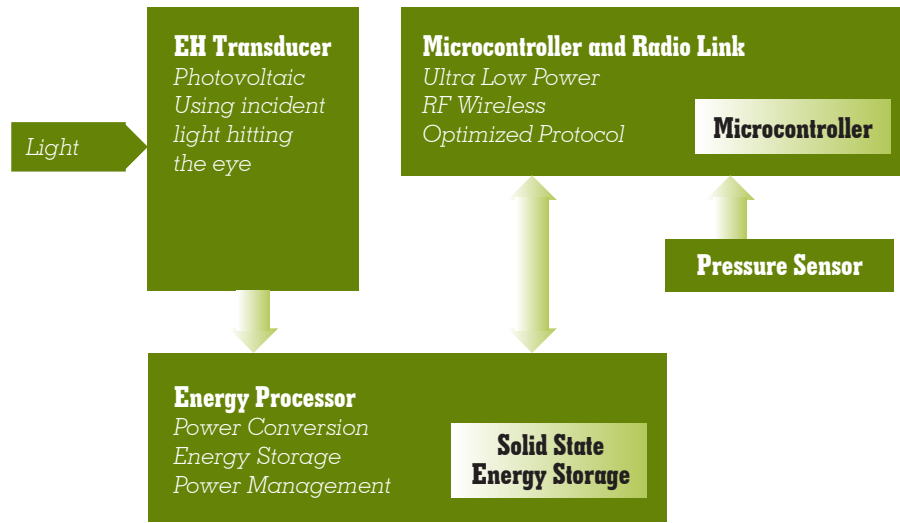 Light
EH Transducer
Photovoltaic
Using incident
light hitting
the eye
Microcontroller and Radio Link
Ultra Low Power
RF Wireless
Optimized Protocol
Microcontroller
Pressure Sensor
Energy Processor
Power Conversion
Energy Storage
Power Management
Solid State
Energy Storage